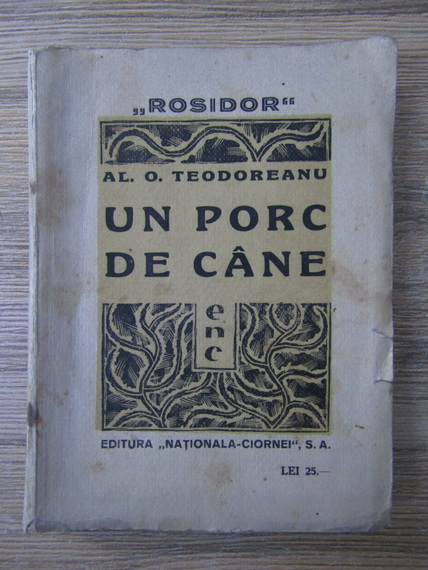 „ROSIDOR“
AL. O. TEODOREANU
UN PORC
DE CÂNE
enc
EDITURA „NAȚIONALA-CIORNEI“, S. A.
LEI 25.—